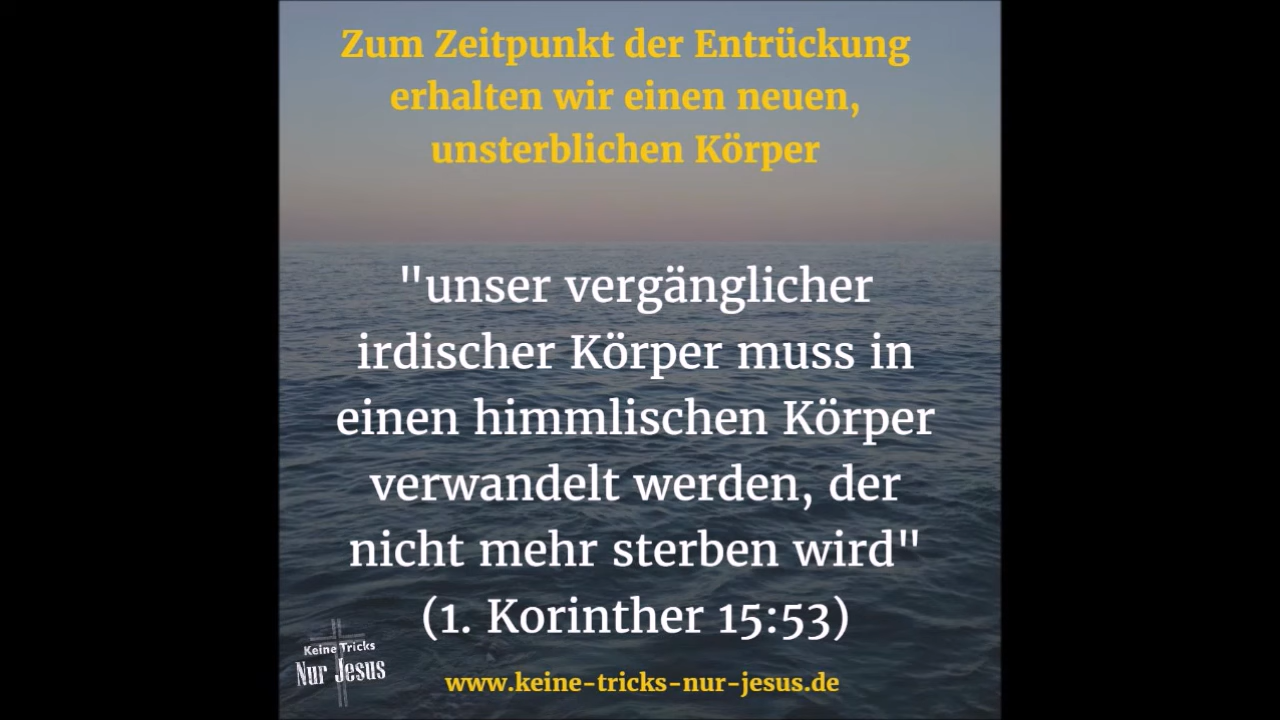 Zum Zeitpunkt der Entrückung
erhalten wir einen neuen,
unsterblichen Körper
"unser vergänglicher
irdischer Körper muss in
einen himmlischen Körper
verwandelt werden, der
nicht mehr sterben wird"
(1. Korinther 15:53)
Keine Tricks
Nur Jesus
www.keine-tricks-nur-jesus.de